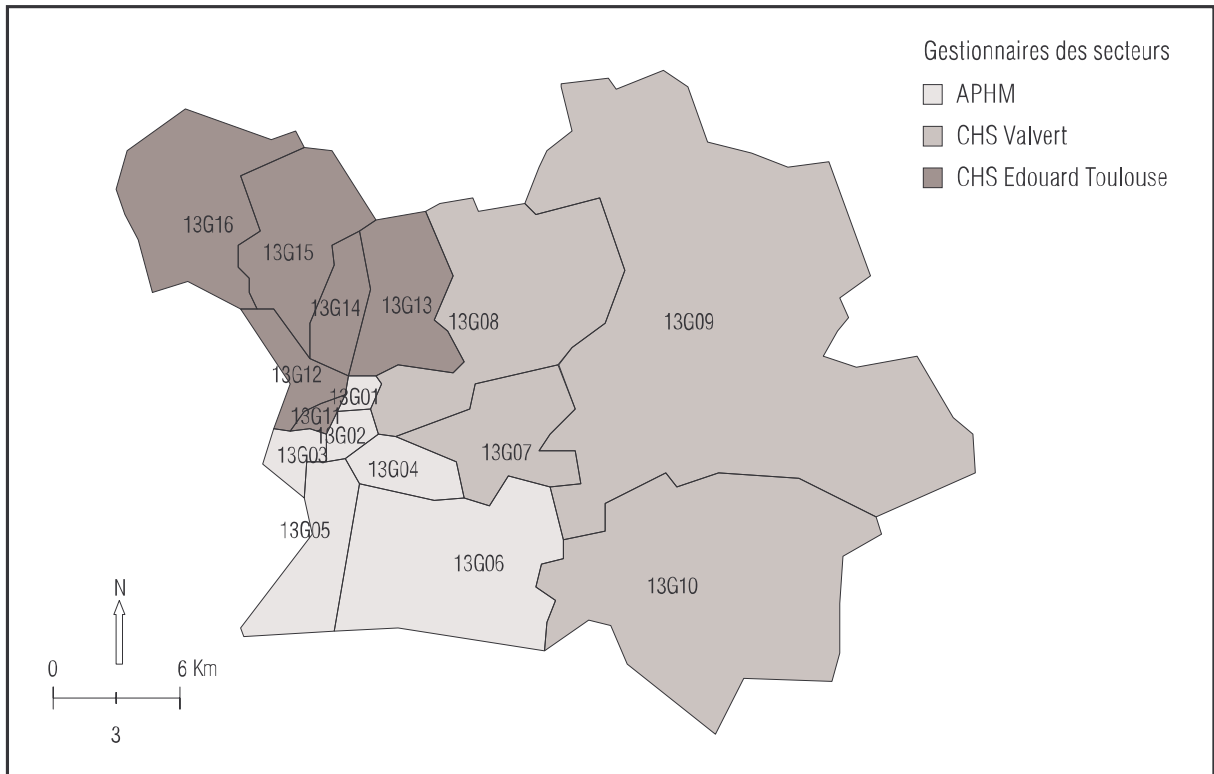 Gestionnaires des secteurs
APHM
CHS Valvert
CHS Edouard Toulouse
13G16
13G15
13G14
13G13
13G08
13G09
13G12
13G01
13G11
13G02
13G03
13G04
13G07
13G05
13G06
13G10
N
0 6 Km
3